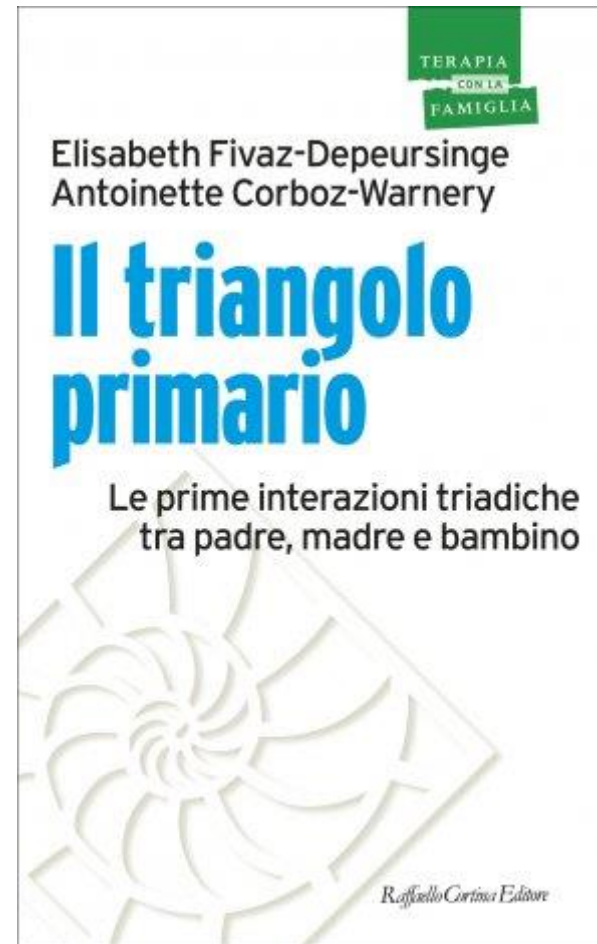 TERAPIA
CON LA
FAMIGLIA
Elisabeth Fivaz-Depeursinge
Antoinette Corboz-Warnery
Il triangolo
primario
Le prime interazioni triadiche
tra padre, madre e bambino
Raffaello Cortina Editore